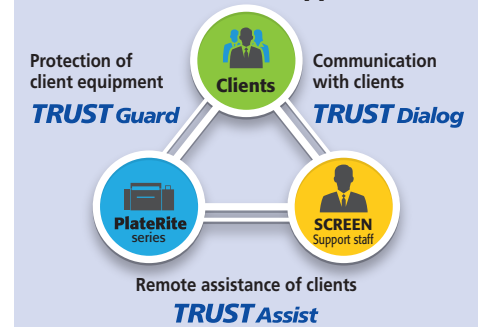 Protection of
client equipment
TRUST Guard
Clients
Communication
with clients
TRUST Dialog
PlateRite
series
SCREEN
Support staff
Remote assistance of clients
TRUST Assist